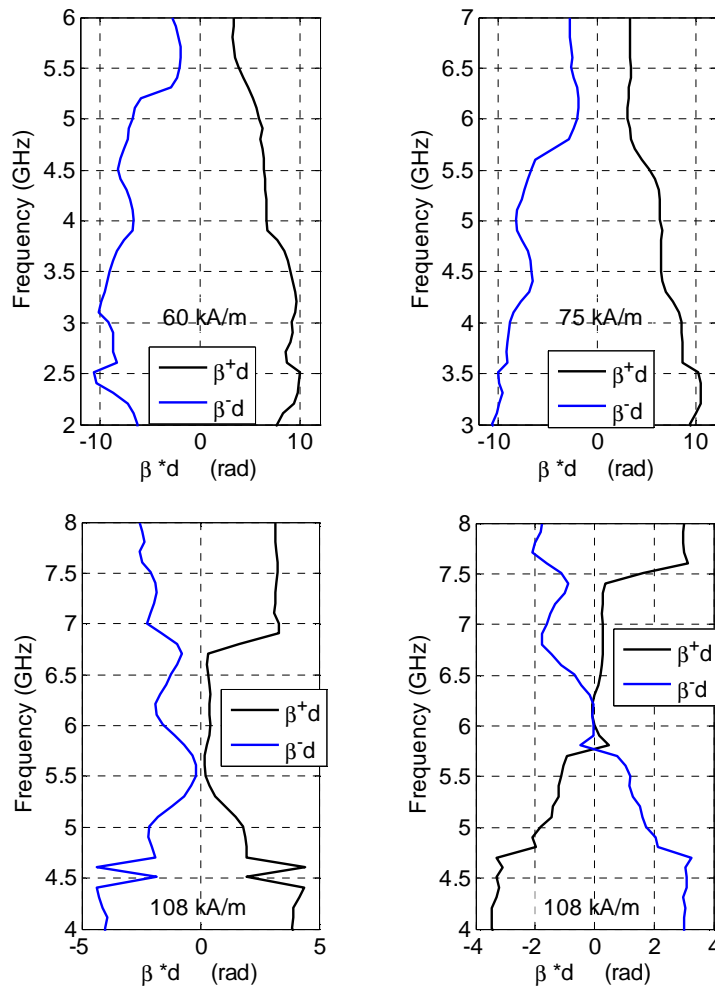 6
5.5
5
4.5
4
3.5
3
2.5
2
Frequency (GHz)
-10 0 10
β *d (rad)
60 kA/m
β⁺d
β⁻d
7
6.5
6
5.5
5
4.5
4
3.5
3
Frequency (GHz)
-10 0 10
β *d (rad)
75 kA/m
β⁺d
β⁻d
8
7.5
7
6.5
6
5.5
5
4.5
4
Frequency (GHz)
-5 0 5
β *d (rad)
108 kA/m
β⁺d
β⁻d
8
7.5
7
6.5
6
5.5
5
4.5
4
Frequency (GHz)
-4 -2 0 2 4
β *d (rad)
108 kA/m
β⁺d
β⁻d